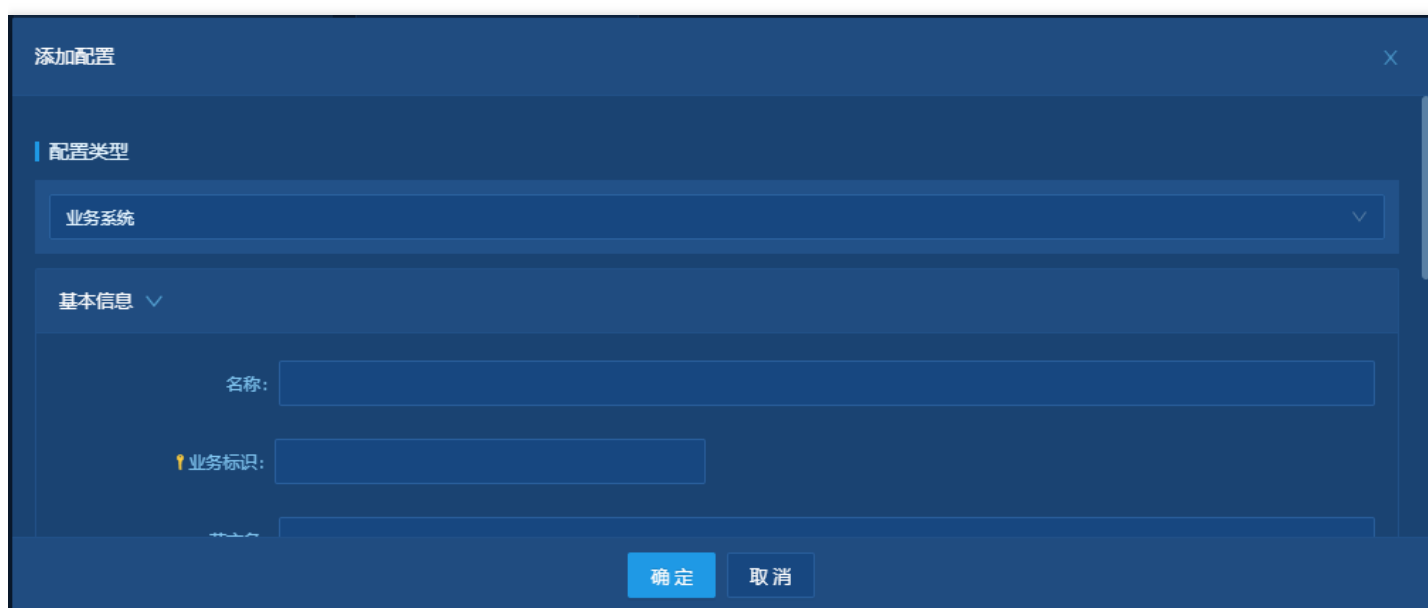 添加配置
配置类型
业务系统
基本信息
名称:
业务标识:
确定 取消